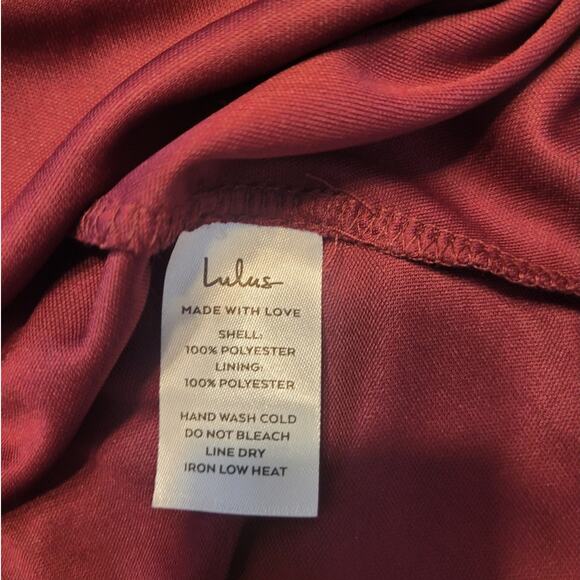 Lulus
MADE WITH LOVE
SHELL:
100% POLYESTER
LINING:
100% POLYESTER
HAND WASH COLD
DO NOT BLEACH
LINE DRY
IRON LOW HEAT